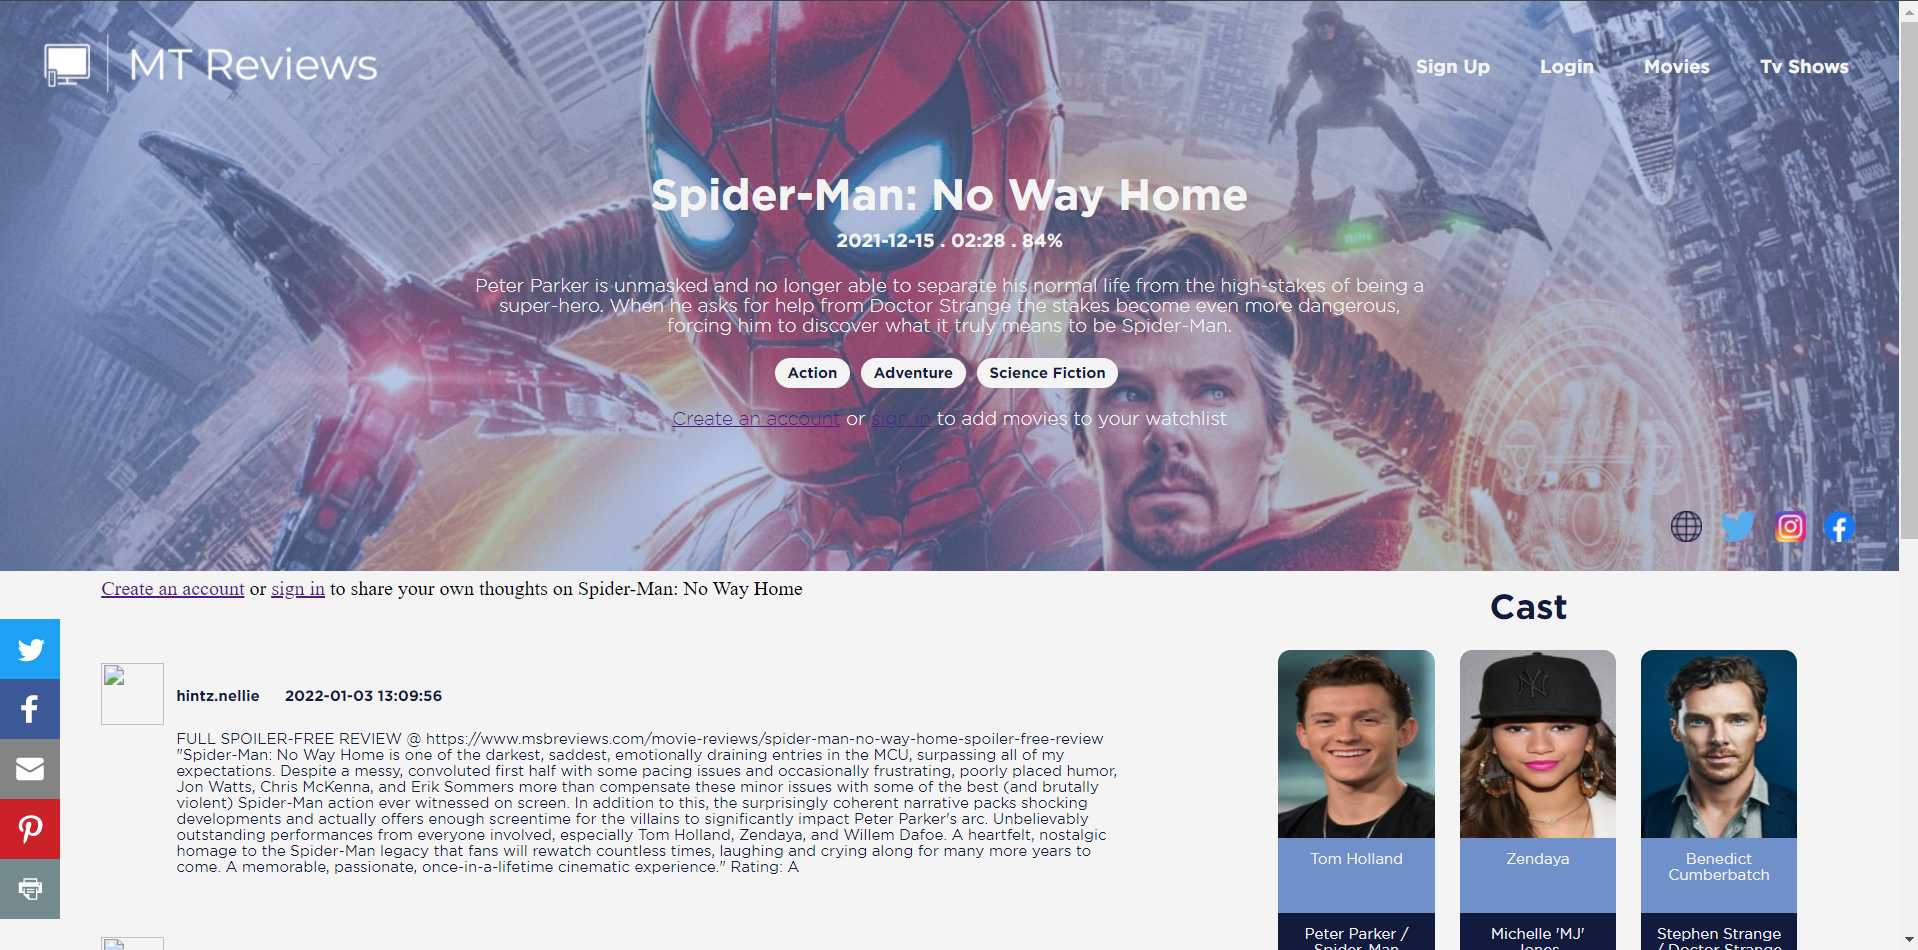 MT Reviews
Sign Up
Login
Movies
Tv Shows
Spider-Man: No Way Home
2021-12-15 . 02:28 . 84%
Peter Parker is unmasked and no longer able to separate his normal life from the high-stakes of being a
super-hero. When he asks for help from Doctor Strange the stakes become even more dangerous,
forcing him to discover what it truly means to be Spider-Man.
Action
Adventure
Science Fiction
Create an account or sign in to add movies to your watchlist
Create an account or sign in to share your own thoughts on Spider-Man: No Way Home
hintz.nellie 2022-01-03 13:09:56
FULL SPOILER-FREE REVIEW @ https://www.msbreviews.com/movie-reviews/spider-man-no-way-home-spoiler-free-review
"Spider-Man: No Way Home is one of the darkest, saddest, emotionally draining entries in the MCU, surpassing all of my
expectations. Despite a messy, convoluted first half with some pacing issues and occasionally frustrating, poorly placed humor,
Jon Watts, Chris McKenna, and Erik Sommers more than compensate these minor issues with some of the best (and brutally
violent) Spider-Man action ever witnessed on screen. In addition to this, the surprisingly coherent narrative packs shocking
developments and actually offers enough screentime for the villains to significantly impact Peter Parker's arc. Unbelievably
outstanding performances from everyone involved, especially Tom Holland, Zendaya, and Willem Dafoe. A heartfelt, nostalgic
homage to the Spider-Man legacy that fans will rewatch countless times, laughing and crying along for many more years to
come. A memorable, passionate, once-in-a-lifetime cinematic experience." Rating: A
Cast
Tom Holland
Peter Parker /
Spider-Man
Zendaya
Michelle 'MJ'
Jones
Benedict
Cumberbatch
Stephen Strange
/ Doctor Strange